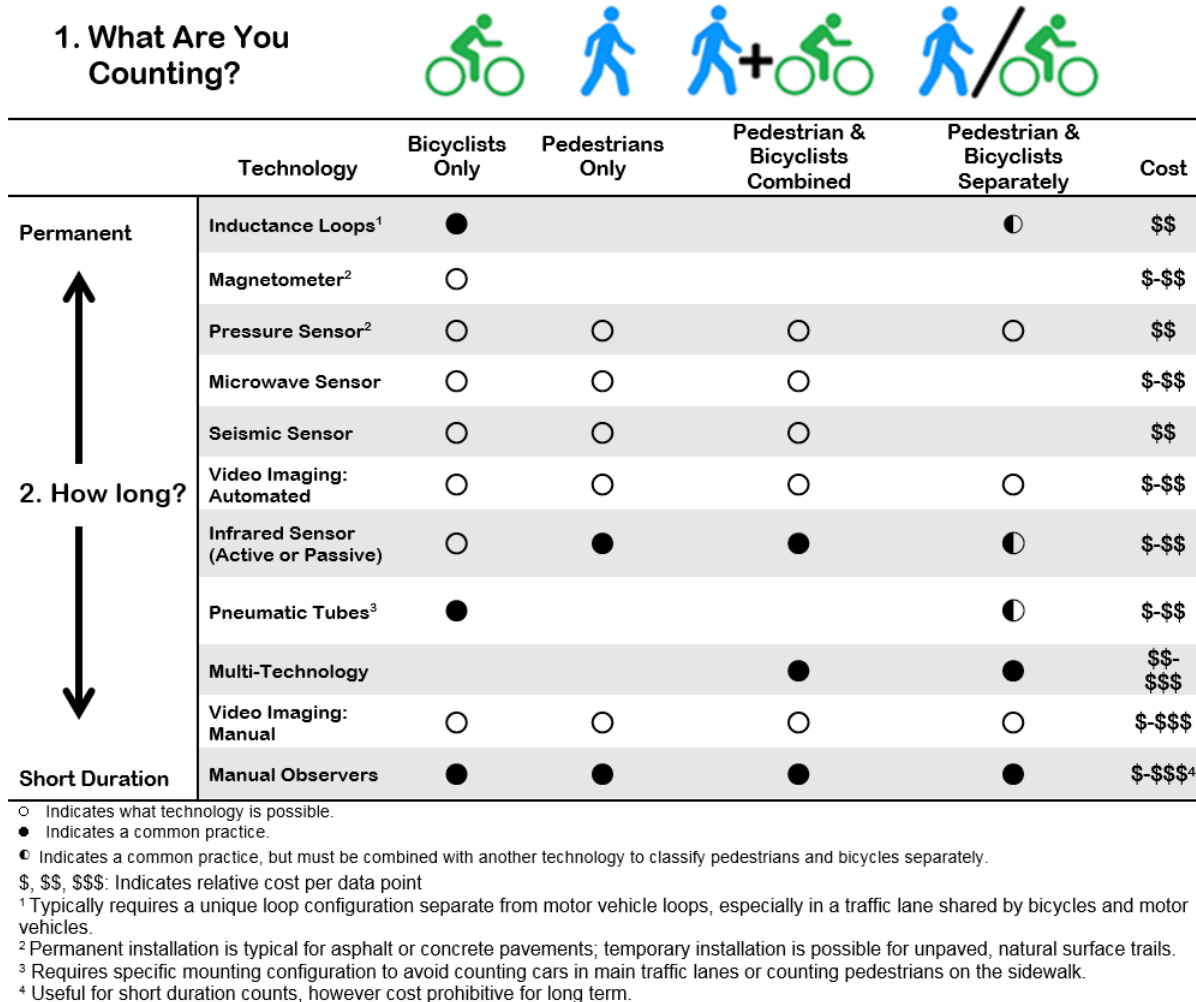 1. What Are You
Counting?
+ /
Technology Bicyclists Only Pedestrians Only Pedestrian & Bicyclists Combined Pedestrian & Bicyclists Separately Cost
Permanent
Inductance Loops¹ ● ◐ $$
Magnetometer² ○ $-$$
Pressure Sensor² ○ ○ ○ ○ $$
Microwave Sensor ○ ○ ○ $-$$
Seismic Sensor ○ ○ ○ $$
2. How long?
Video Imaging: Automated ○ ○ ○ ○ $-$$
Infrared Sensor (Active or Passive) ○ ● ● ◐ $-$$
Pneumatic Tubes³ ● ◐ $-$$
Multi-Technology ● ● $$-$$$
Video Imaging: Manual ○ ○ ○ ○ $-$$$
Short Duration
Manual Observers ● ● ● ● $-$$$⁴
○ Indicates what technology is possible.
● Indicates a common practice.
◐ Indicates a common practice, but must be combined with another technology to classify pedestrians and bicycles separately.
$, $$, $$$: Indicates relative cost per data point
¹ Typically requires a unique loop configuration separate from motor vehicle loops, especially in a traffic lane shared by bicycles and motor
vehicles.
² Permanent installation is typical for asphalt or concrete pavements; temporary installation is possible for unpaved, natural surface trails.
³ Requires specific mounting configuration to avoid counting cars in main traffic lanes or counting pedestrians on the sidewalk.
⁴ Useful for short duration counts, however cost prohibitive for long term.